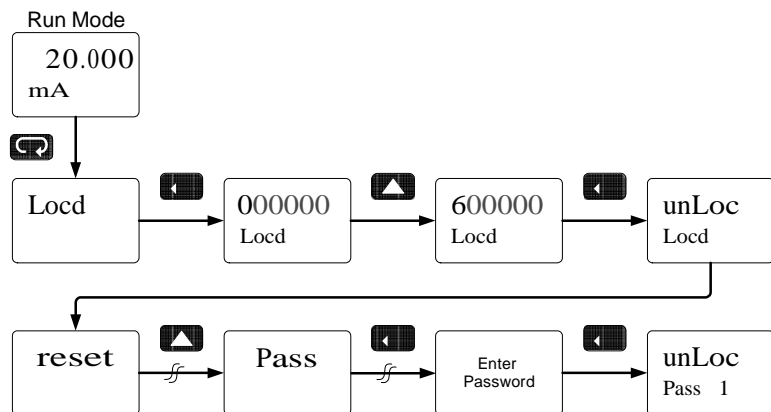 Run Mode
20.000
mA
Locd
000000
Locd
600000
Locd
unLoc
Locd
reset
Pass
Enter
Password
unLoc
Pass 1